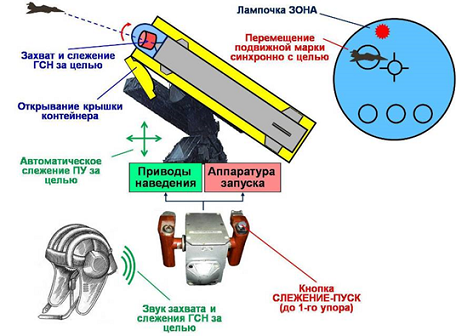 Лампочка ЗОНА
Перемещение
подвижной марки
синхронно с целью
Захват и слежение
ГСН за целью
Открывание крышки
контейнера
Автоматическое
слежение ПУ за
целью
Приводы
наведения
Аппаратура
запуска
Кнопка
СЛЕЖЕНИЕ-ПУСК
(до 1-го упора)
Звук захвата и
слежения ГСН за
целью